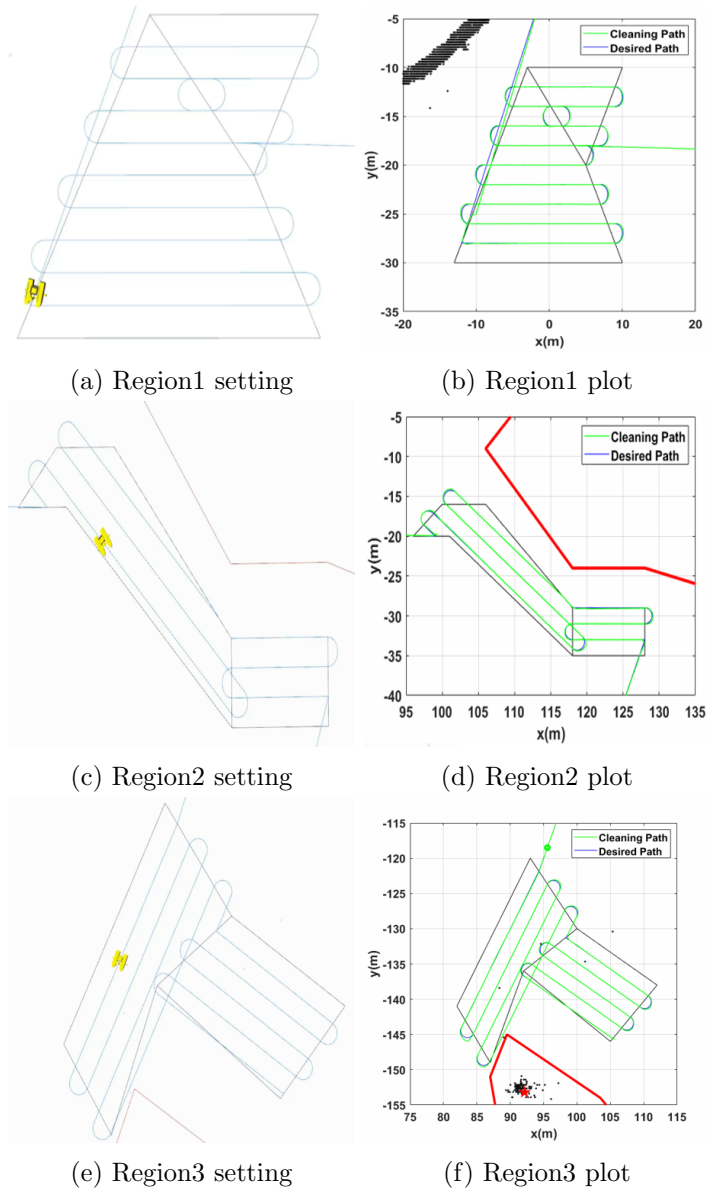 -5
-10
-15
-20
-25
-30
-35
y(m)
-20
-10
0
10
20
x(m)
Cleaning Path
Desired Path
(a) Region1 setting
(b) Region1 plot
-5
-10
-15
-20
-25
-30
-35
-40
y(m)
95
100
105
110
115
120
125
130
135
x(m)
Cleaning Path
Desired Path
(c) Region2 setting
(d) Region2 plot
-115
-120
-125
-130
-135
-140
-145
-150
-155
y(m)
75
80
85
90
95
100
105
110
115
x(m)
Cleaning Path
Desired Path
(e) Region3 setting
(f) Region3 plot